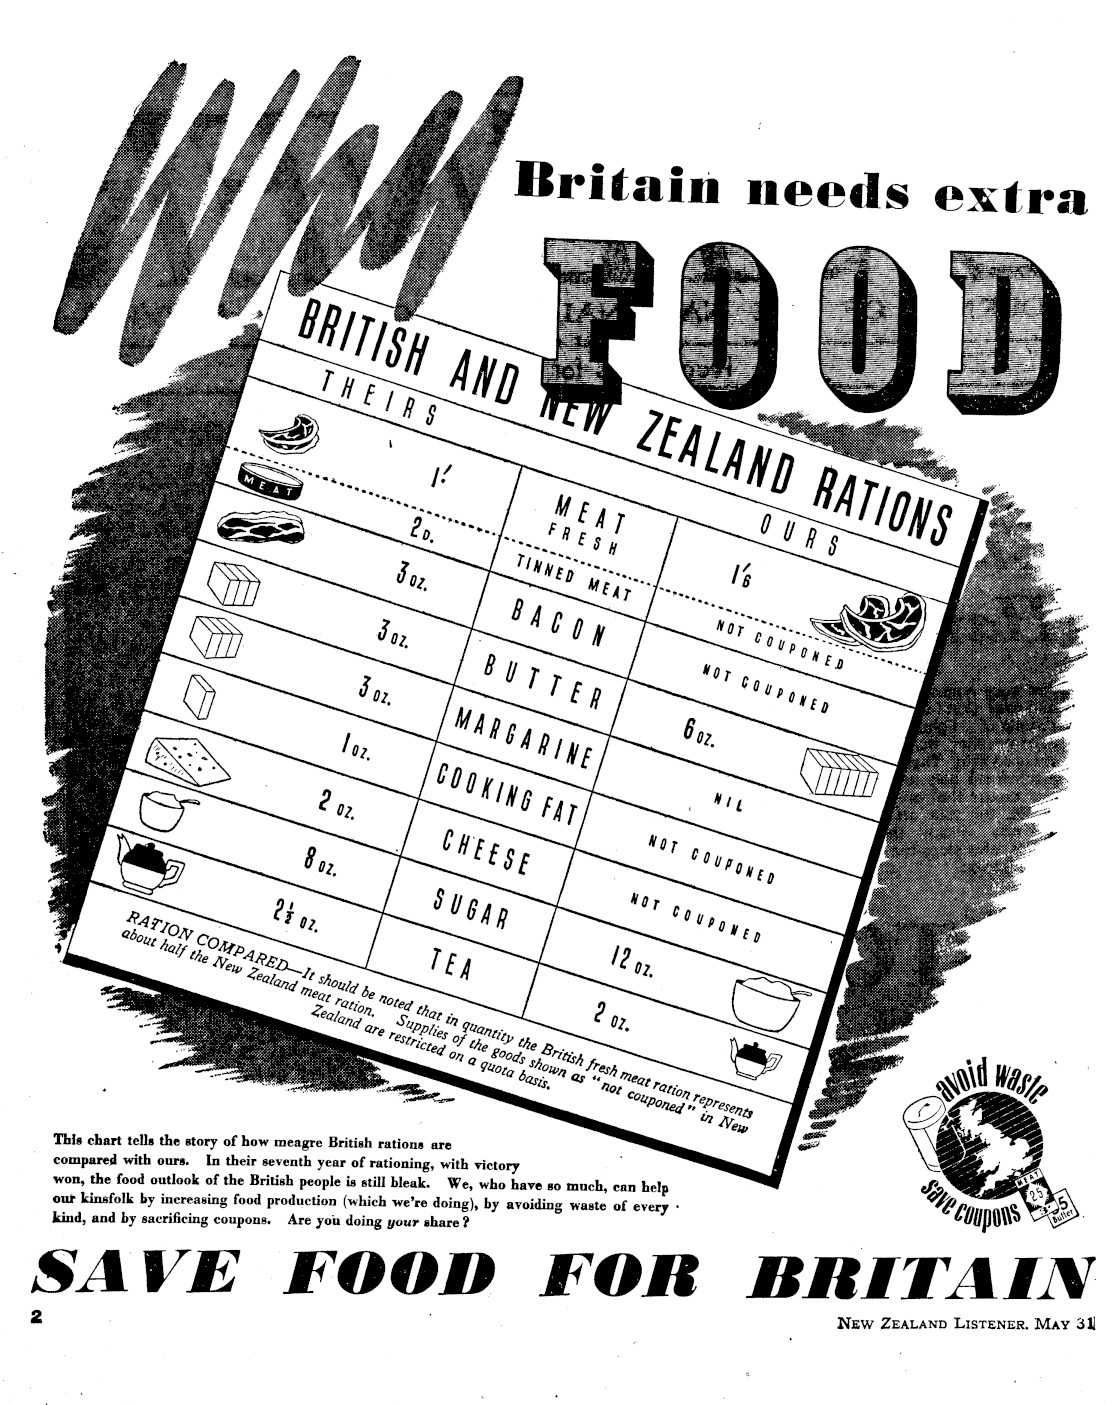 Why
Britain needs extra
FOOD
BRITISH AND NEW ZEALAND RATIONS
THEIRS OURS
1/- MEAT FRESH 1/6
MEAT
2D. TINNED MEAT NOT COUPONED
3 OZ. BACON NOT COUPONED
3 OZ. BUTTER 6 OZ.
3 OZ. MARGARINE NIL
1 OZ. COOKING FAT NOT COUPONED
2 OZ. CHEESE NOT COUPONED
8 OZ. SUGAR 12 OZ.
2½ OZ. TEA 2 OZ.
RATION COMPARED—It should be noted that in quantity the British fresh meat ration represents
about half the New Zealand meat ration. Supplies of the goods shown as "not couponed" in New
Zealand are restricted on a quota basis.
avoid waste
save coupons
MEAT
25
5
Butter
This chart tells the story of how meagre British rations are
compared with ours. In their seventh year of rationing, with victory
won, the food outlook of the British people is still bleak. We, who have so much, can help
our kinsfolk by increasing food production (which we're doing), by avoiding waste of every
kind, and by sacrificing coupons. Are you doing your share?
SAVE FOOD FOR BRITAIN
2
NEW ZEALAND LISTENER, MAY 31